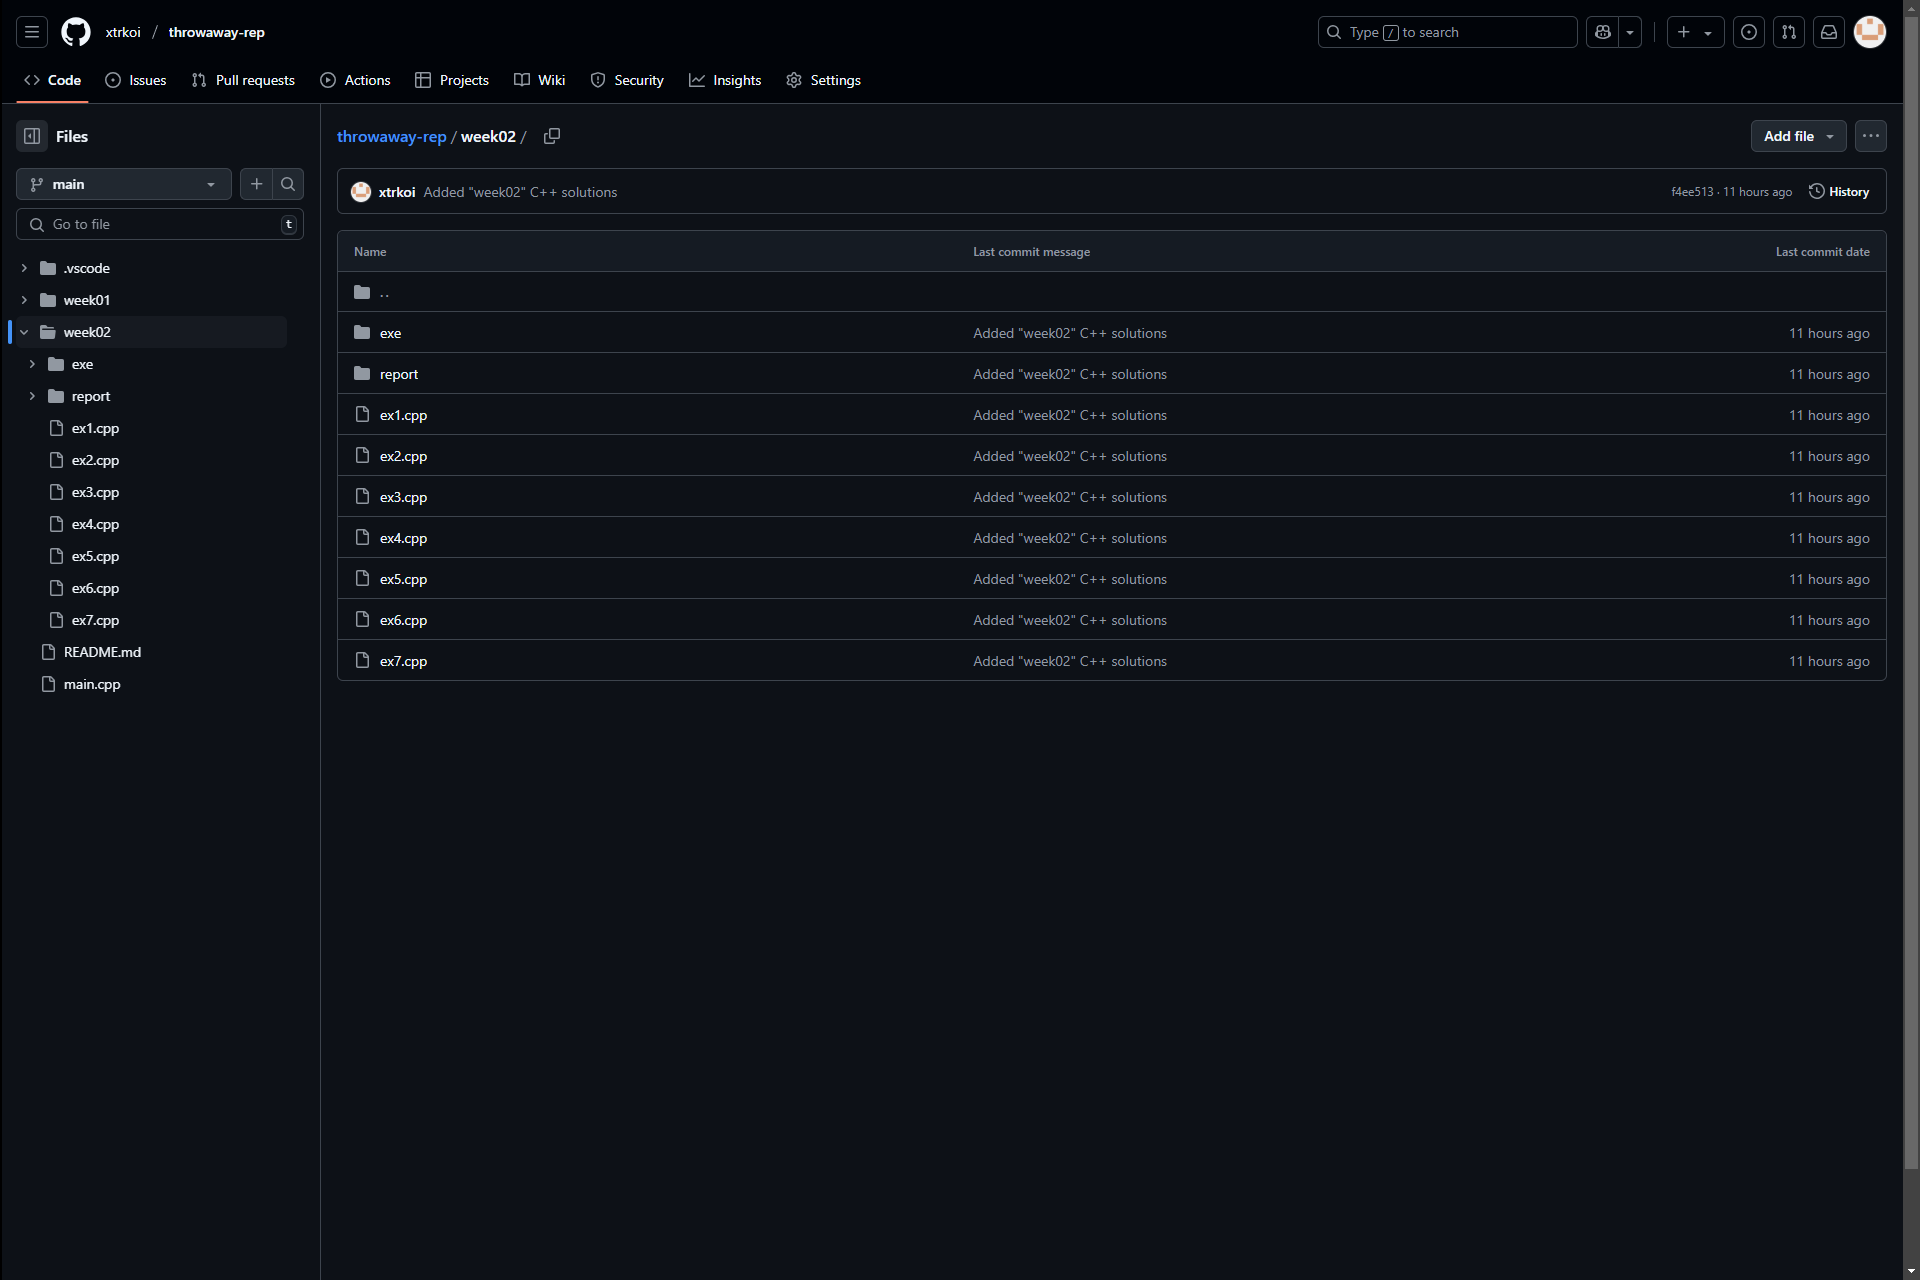 xtrkoi / throwaway-rep
Type / to search
Code Issues Pull requests Actions Projects Wiki Security Insights Settings
Files
main
Go to file t
.vscode
week01
week02
exe
report
ex1.cpp
ex2.cpp
ex3.cpp
ex4.cpp
ex5.cpp
ex6.cpp
ex7.cpp
README.md
main.cpp
throwaway-rep / week02 /
Add file
xtrkoi Added "week02" C++ solutions f4ee513 · 11 hours ago History
Name Last commit message Last commit date
..
exe Added "week02" C++ solutions 11 hours ago
report Added "week02" C++ solutions 11 hours ago
ex1.cpp Added "week02" C++ solutions 11 hours ago
ex2.cpp Added "week02" C++ solutions 11 hours ago
ex3.cpp Added "week02" C++ solutions 11 hours ago
ex4.cpp Added "week02" C++ solutions 11 hours ago
ex5.cpp Added "week02" C++ solutions 11 hours ago
ex6.cpp Added "week02" C++ solutions 11 hours ago
ex7.cpp Added "week02" C++ solutions 11 hours ago